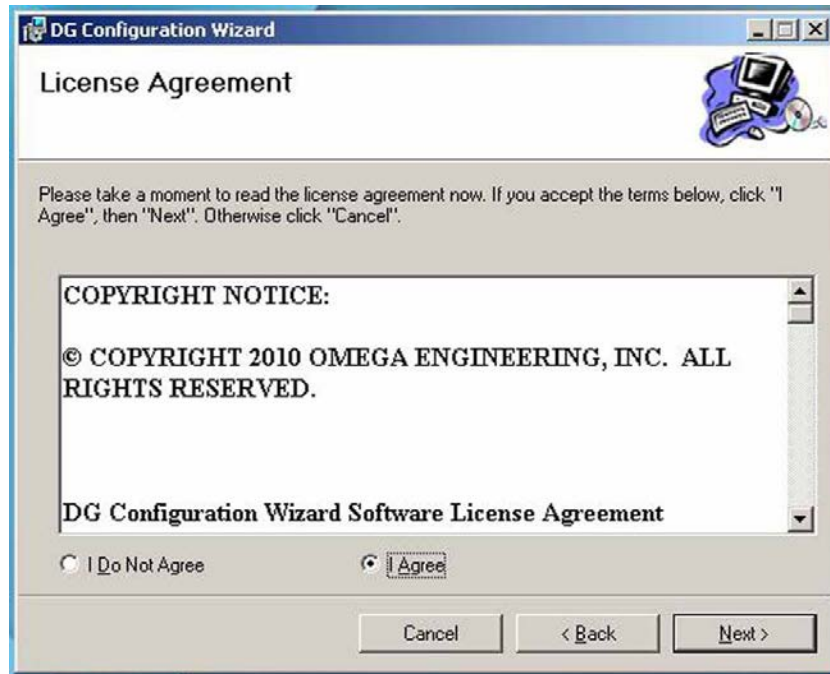 DG Configuration Wizard
License Agreement
Please take a moment to read the license agreement now. If you accept the terms below, click "I
Agree", then "Next". Otherwise click "Cancel".
COPYRIGHT NOTICE:
© COPYRIGHT 2010 OMEGA ENGINEERING, INC.  ALL
RIGHTS RESERVED.
DG Configuration Wizard Software License Agreement
I Do Not Agree
I Agree
Cancel
< Back
Next >